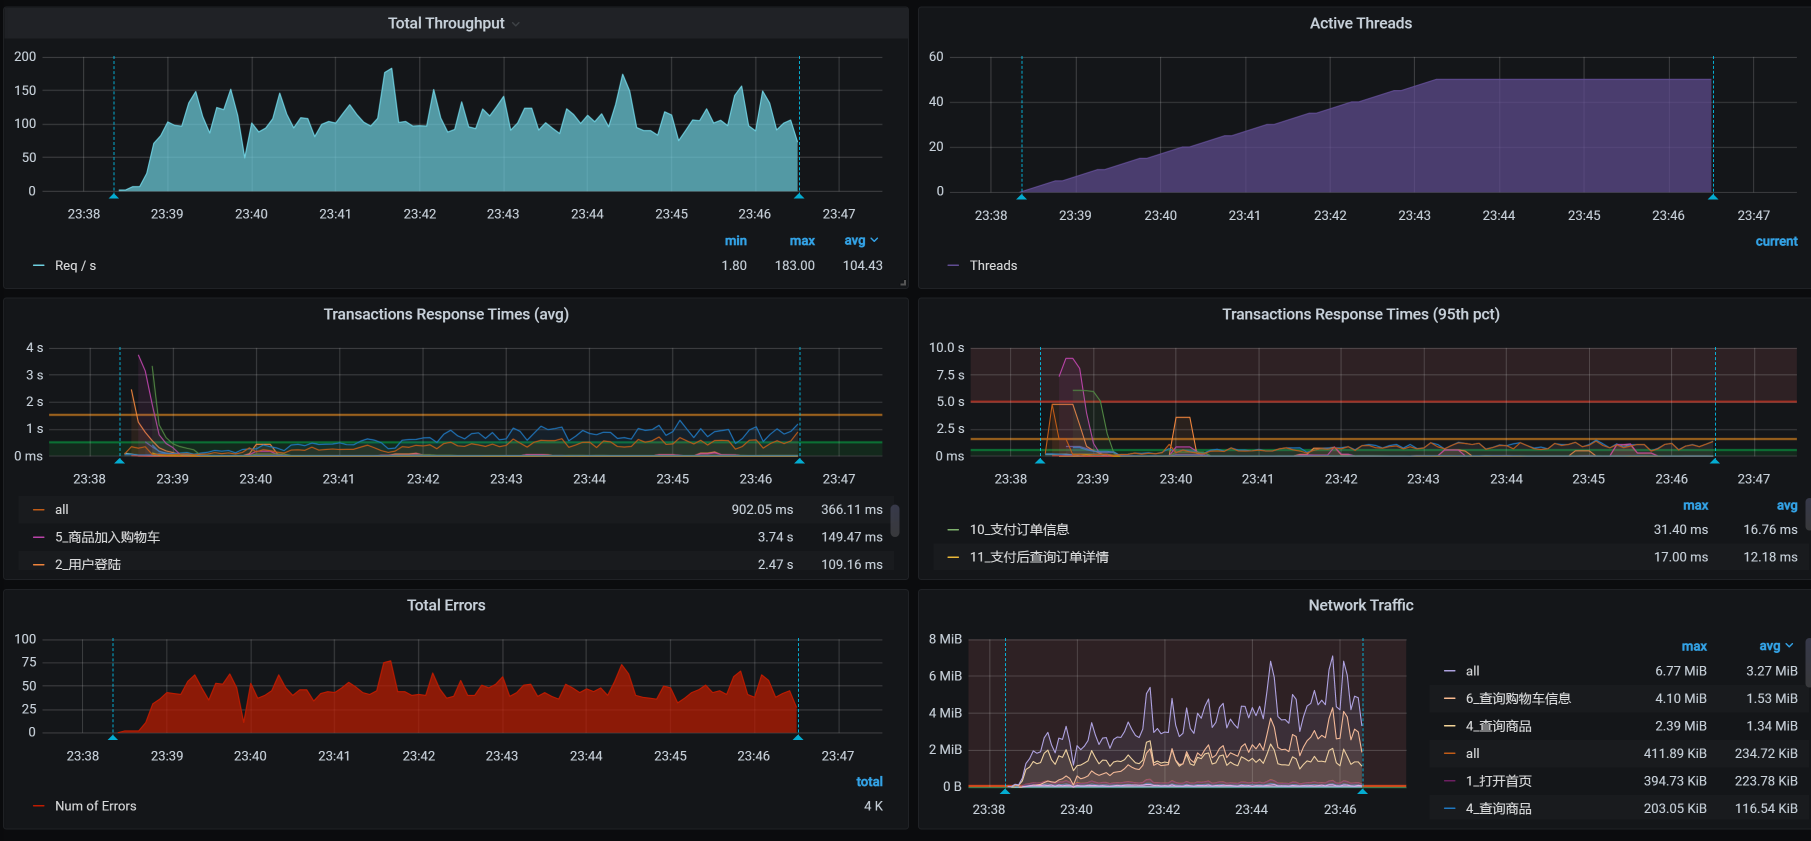 Total Throughput
200
150
100
50
0
23:38 23:39 23:40 23:41 23:42 23:43 23:44 23:45 23:46 23:47
min max avg
Req / s 1.80 183.00 104.43
Active Threads
60
40
20
0
23:38 23:39 23:40 23:41 23:42 23:43 23:44 23:45 23:46 23:47
current
Threads
Transactions Response Times (avg)
4 s
3 s
2 s
1 s
0 ms
23:38 23:39 23:40 23:41 23:42 23:43 23:44 23:45 23:46 23:47
all 902.05 ms 366.11 ms
5_商品加入购物车 3.74 s 149.47 ms
2_用户登陆 2.47 s 109.16 ms
Transactions Response Times (95th pct)
10.0 s
7.5 s
5.0 s
2.5 s
0 ms
23:38 23:39 23:40 23:41 23:42 23:43 23:44 23:45 23:46 23:47
max avg
10_支付订单信息 31.40 ms 16.76 ms
11_支付后查询订单详情 17.00 ms 12.18 ms
Total Errors
100
75
50
25
0
23:38 23:39 23:40 23:41 23:42 23:43 23:44 23:45 23:46 23:47
total
Num of Errors 4 K
Network Traffic
8 MiB
6 MiB
4 MiB
2 MiB
0 B
23:38 23:40 23:42 23:44 23:46
max avg
all 6.77 MiB 3.27 MiB
6_查询购物车信息 4.10 MiB 1.53 MiB
4_查询商品 2.39 MiB 1.34 MiB
all 411.89 KiB 234.72 KiB
1_打开首页 394.73 KiB 223.78 KiB
4_查询商品 203.05 KiB 116.54 KiB